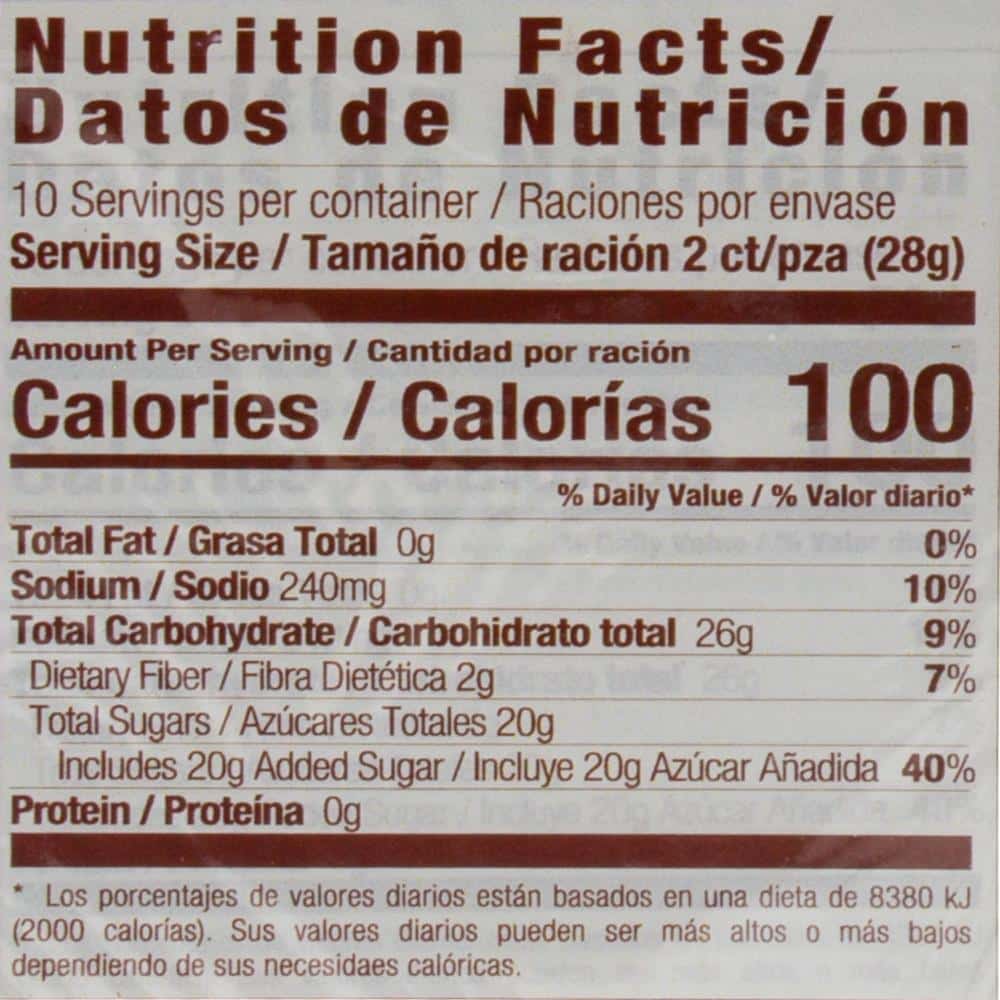 Nutrition Facts/
Datos de Nutrición
10 Servings per container / Raciones por envase
Serving Size / Tamaño de ración 2 ct/pza (28g)
Amount Per Serving / Cantidad por ración
Calories / Calorías 100
% Daily Value / % Valor diario*
Total Fat / Grasa Total 0g 0%
Sodium / Sodio 240mg 10%
Total Carbohydrate / Carbohidrato total 26g 9%
Dietary Fiber / Fibra Dietética 2g 7%
Total Sugars / Azúcares Totales 20g
Includes 20g Added Sugar / Incluye 20g Azúcar Añadida 40%
Protein / Proteína 0g
* Los porcentajes de valores diarios están basados en una dieta de 8380 kJ
(2000 calorías). Sus valores diarios pueden ser más altos o más bajos
dependiendo de sus necesidaes calóricas.